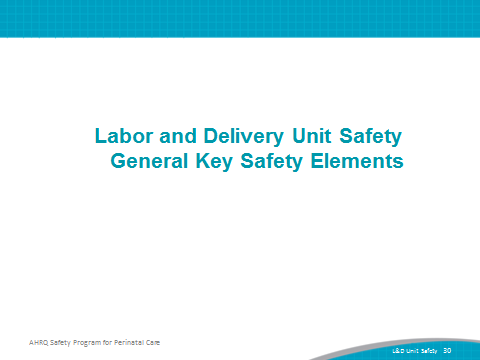 Labor and Delivery Unit Safety
General Key Safety Elements
AHRQ Safety Program for Perinatal Care
L&D Unit Safety 30